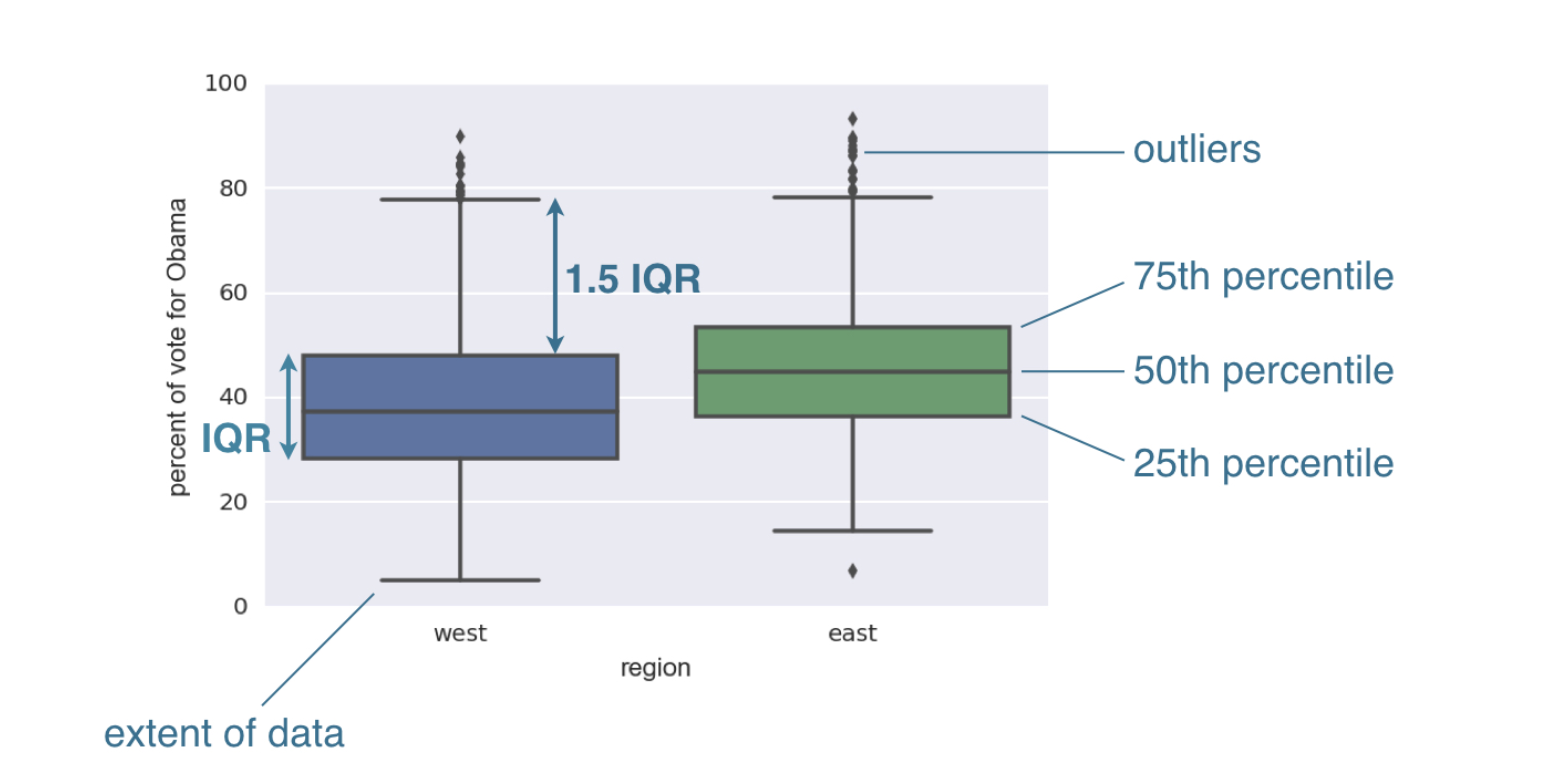 100
80
60
40
20
0
percent of vote for Obama
IQR
1.5 IQR
outliers
75th percentile
50th percentile
25th percentile
west
east
region
extent of data